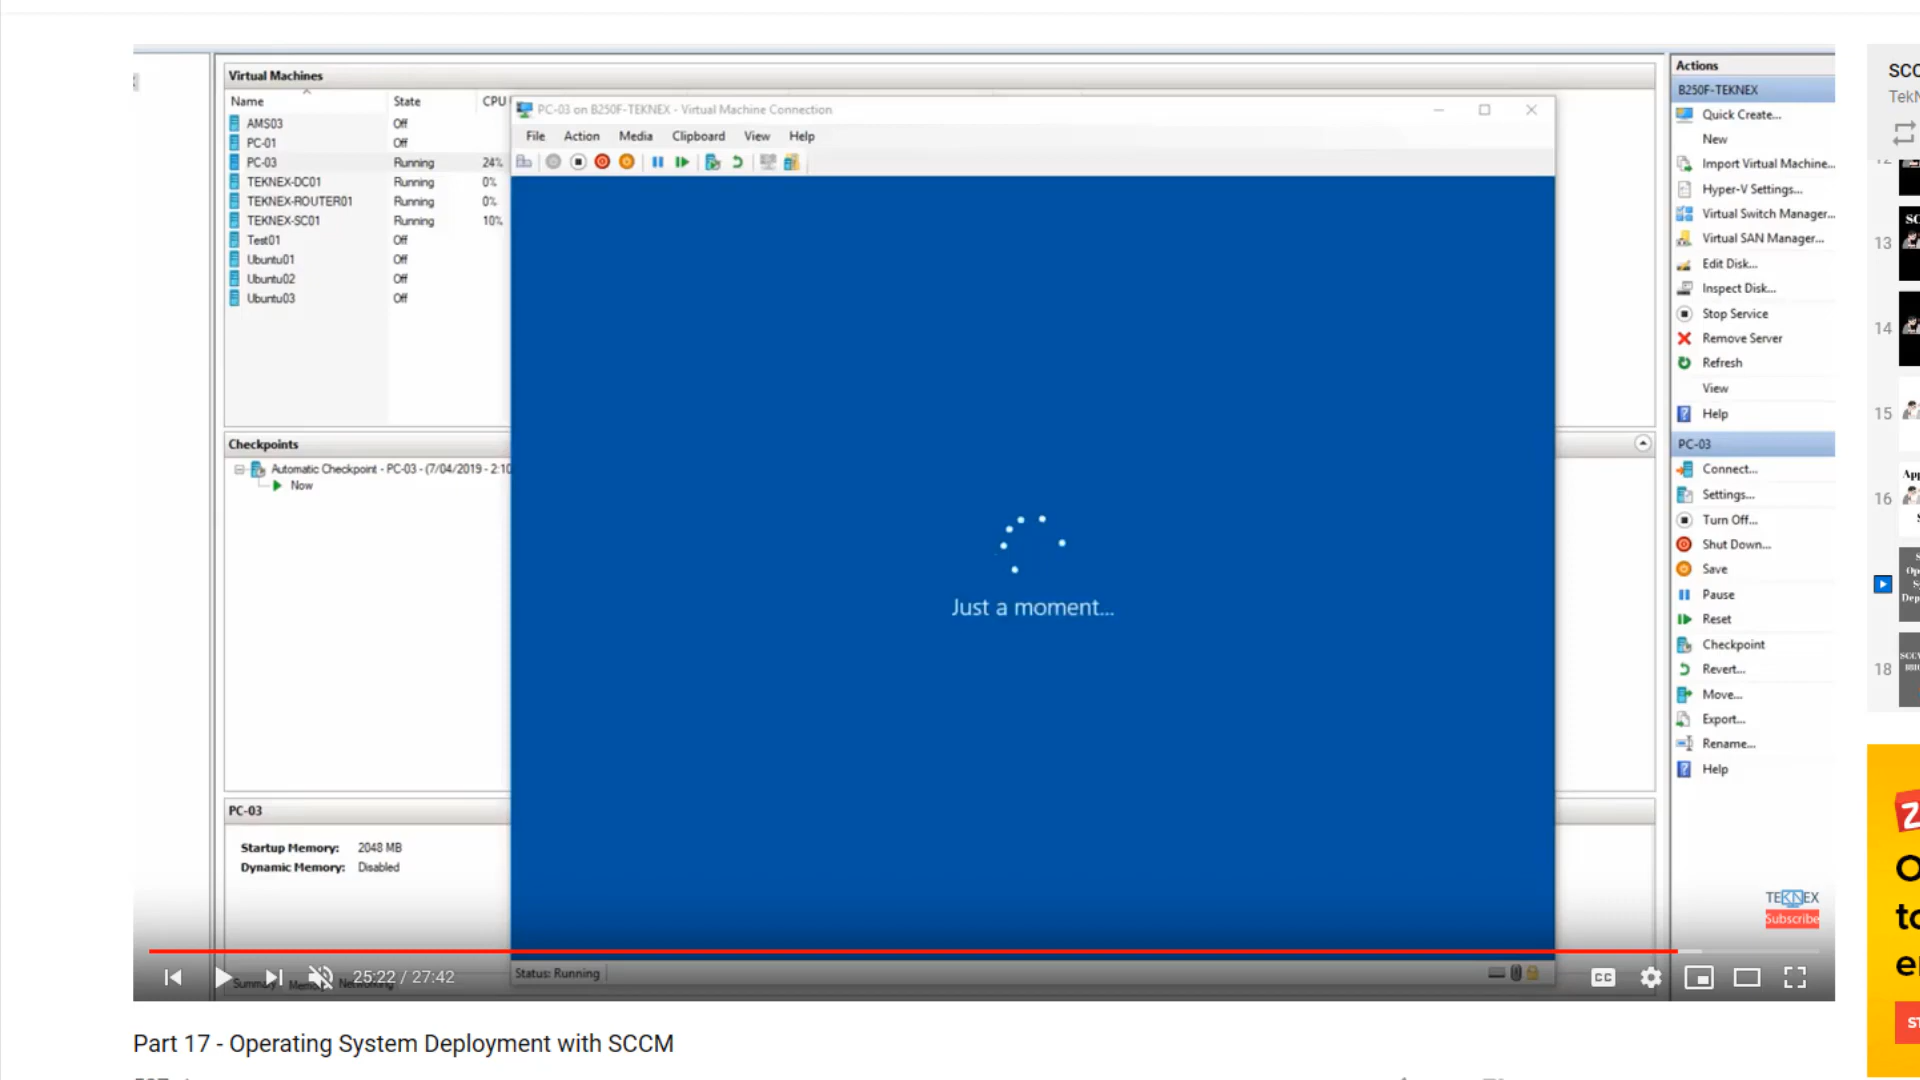 Virtual Machines
Name State CPU
AMS03 Off
PC-01 Off
PC-03 Running 24%
TEKNEX-DC01 Running 0%
TEKNEX-ROUTER01 Running 0%
TEKNEX-SC01 Running 10%
Test01 Off
Ubuntu01 Off
Ubuntu02 Off
Ubuntu03 Off
PC-03 on B250F-TEKNEX - Virtual Machine Connection
File Action Media Clipboard View Help
Just a moment...
Status: Running
Checkpoints
Automatic Checkpoint - PC-03 - (7/04/2019 - 2:10
Now
PC-03
Startup Memory: 2048 MB
Dynamic Memory: Disabled
Summary Networking
Actions
B250F-TEKNEX
Quick Create...
New
Import Virtual Machine...
Hyper-V Settings...
Virtual Switch Manager...
Virtual SAN Manager...
Edit Disk...
Inspect Disk...
Stop Service
Remove Server
Refresh
View
Help
PC-03
Connect...
Settings...
Turn Off...
Shut Down...
Save
Pause
Reset
Checkpoint
Revert...
Move...
Export...
Rename...
Help
TEKNEX
Subscribe
25:22 / 27:42
CC
Part 17 - Operating System Deployment with SCCM
13
14
15
16
18